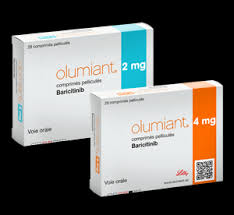 28 comprimés pelliculés
olumiant. 2 mg
comprimés pelliculés
Baricitinib
Voie orale
28 comprimés pelliculés
olumiant. 4 mg
comprimés pelliculés
Baricitinib
Voie orale
Lilly